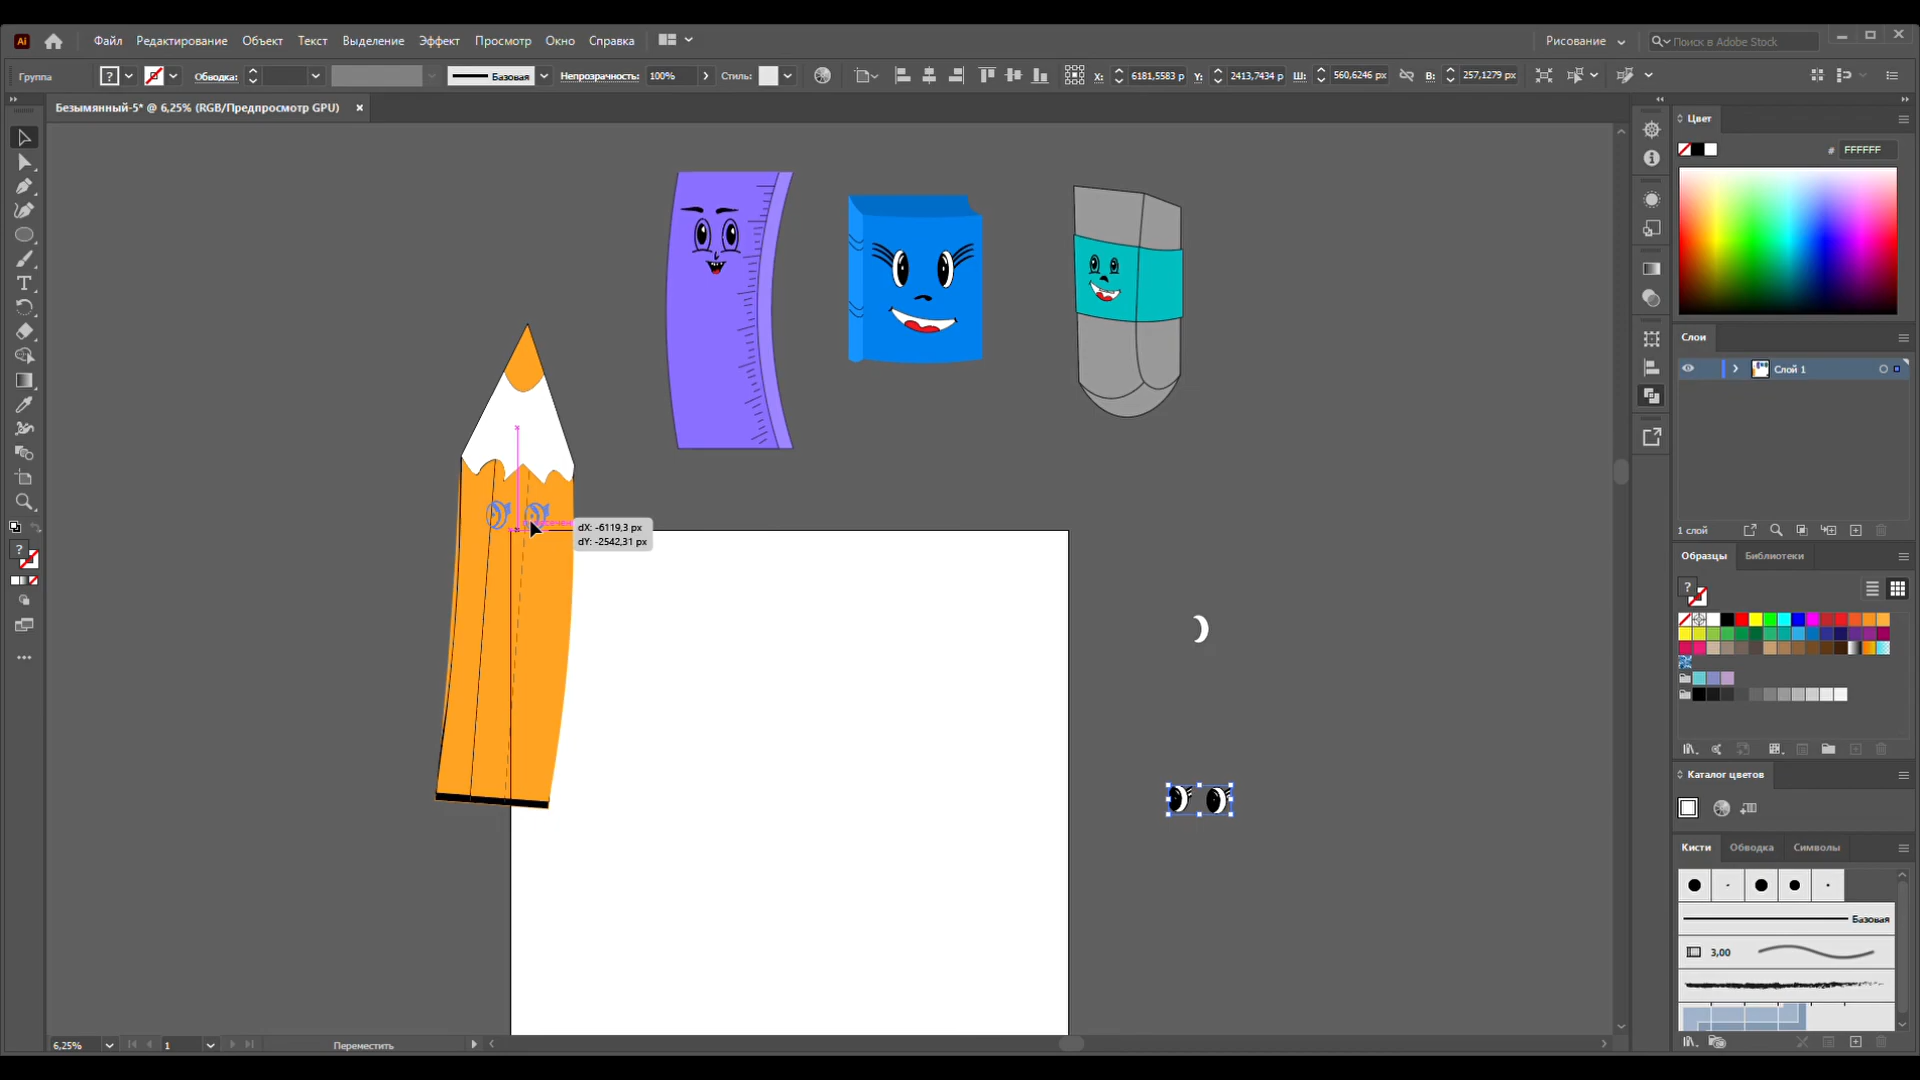 Ai
Файл Редактирование Объект Текст Выделение Эффект Просмотр Окно Справка
Рисование
Поиск в Adobe Stock
Группа
?
Обводка:
Базовая
Непрозрачность:
100%
Стиль:
X:
6181,5583 p
Y:
2413,7434 p
Ш:
560,6246 px
В:
257,1279 px
Безымянный-5* @ 6,25% (RGB/Предпросмотр GPU)
×
Цвет
#
FFFFFF
Слои
Слой 1
dX: -6119,3 px
dY: -2542,31 px
1 слой
Образцы
Библиотеки
?
?
Каталог цветов
Кисти
Обводка
Символы
Базовая
3,00
6,25%
1
Переместить